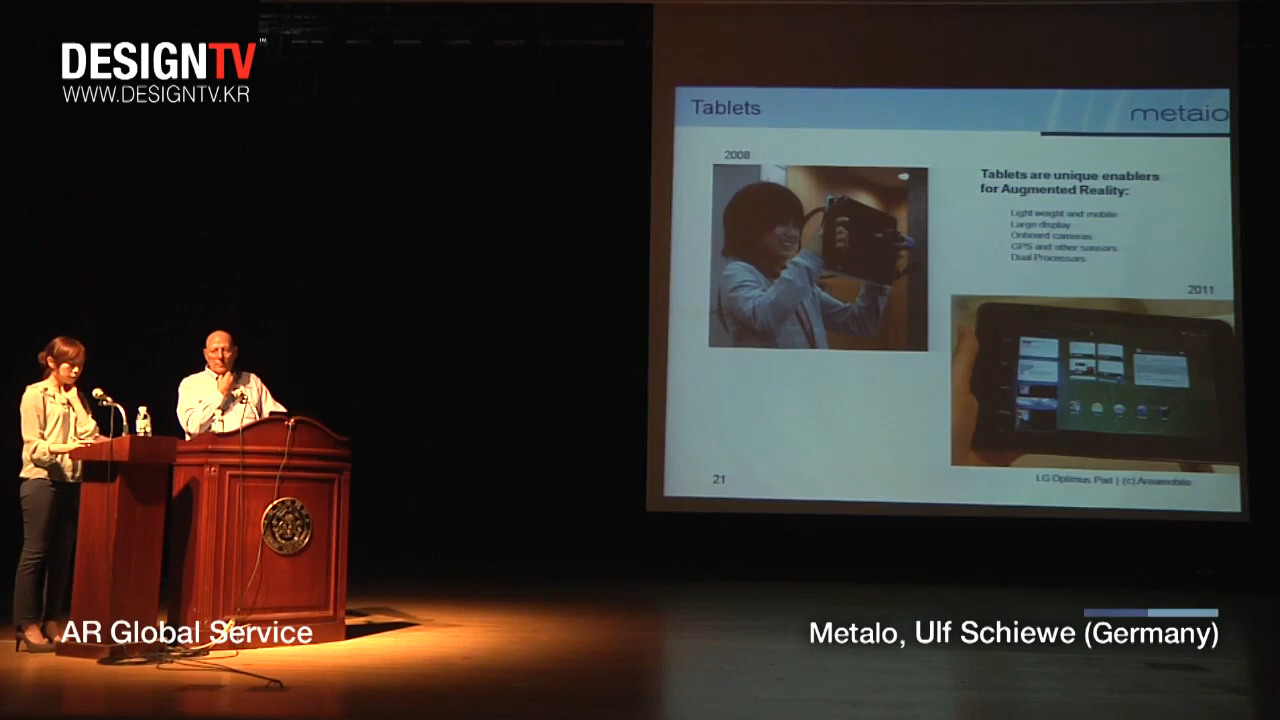 DESIGNTV™
WWW.DESIGNTV.KR
Tablets
metaio
2008
Tablets are unique enablers
for Augmented Reality:
Light weight and mobile
Large display
Onboard cameras
GPS and other sensors
Dual Processors
2011
21
LG Optimus Pad | (c) Areamobile
AR Global Service
Metalo, Ulf Schiewe (Germany)